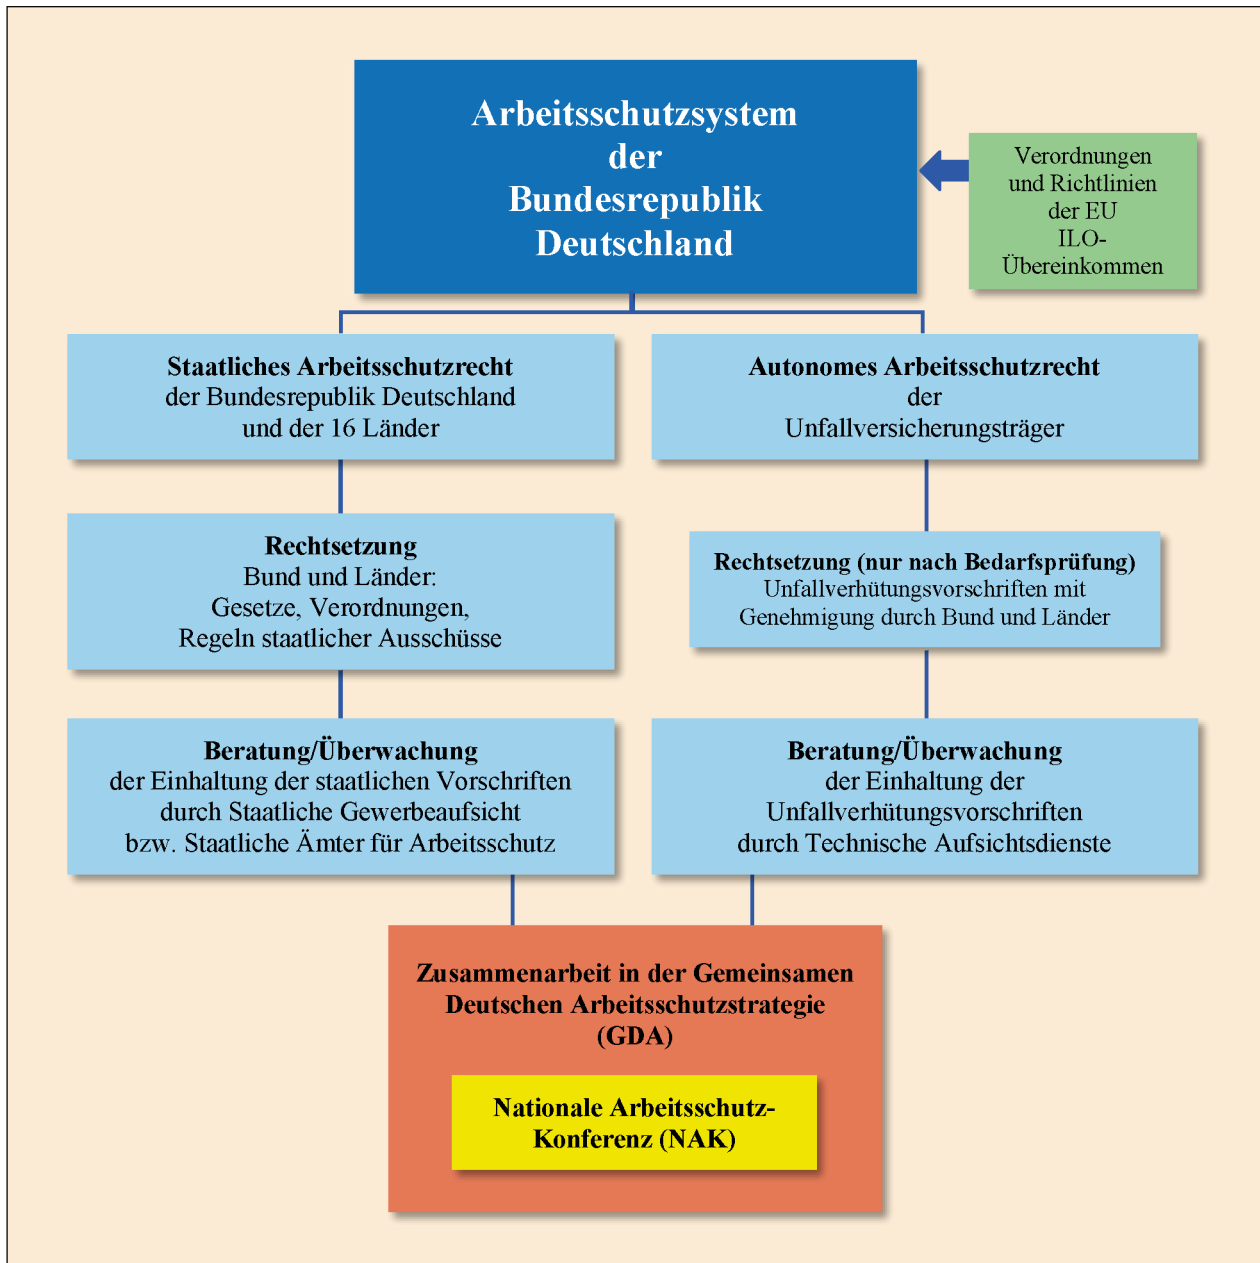 Arbeitsschutzsystem
der
Bundesrepublik
Deutschland
Verordnungen
und Richtlinien
der EU
ILO-
Übereinkommen
Staatliches Arbeitsschutzrecht
der Bundesrepublik Deutschland
und der 16 Länder
Autonomes Arbeitsschutzrecht
der
Unfallversicherungsträger
Rechtsetzung
Bund und Länder:
Gesetze, Verordnungen,
Regeln staatlicher Ausschüsse
Rechtsetzung (nur nach Bedarfsprüfung)
Unfallverhütungsvorschriften mit
Genehmigung durch Bund und Länder
Beratung/Überwachung
der Einhaltung der staatlichen Vorschriften
durch Staatliche Gewerbeaufsicht
bzw. Staatliche Ämter für Arbeitsschutz
Beratung/Überwachung
der Einhaltung der
Unfallverhütungsvorschriften
durch Technische Aufsichtsdienste
Zusammenarbeit in der Gemeinsamen
Deutschen Arbeitsschutzstrategie
(GDA)
Nationale Arbeitsschutz-
Konferenz (NAK)